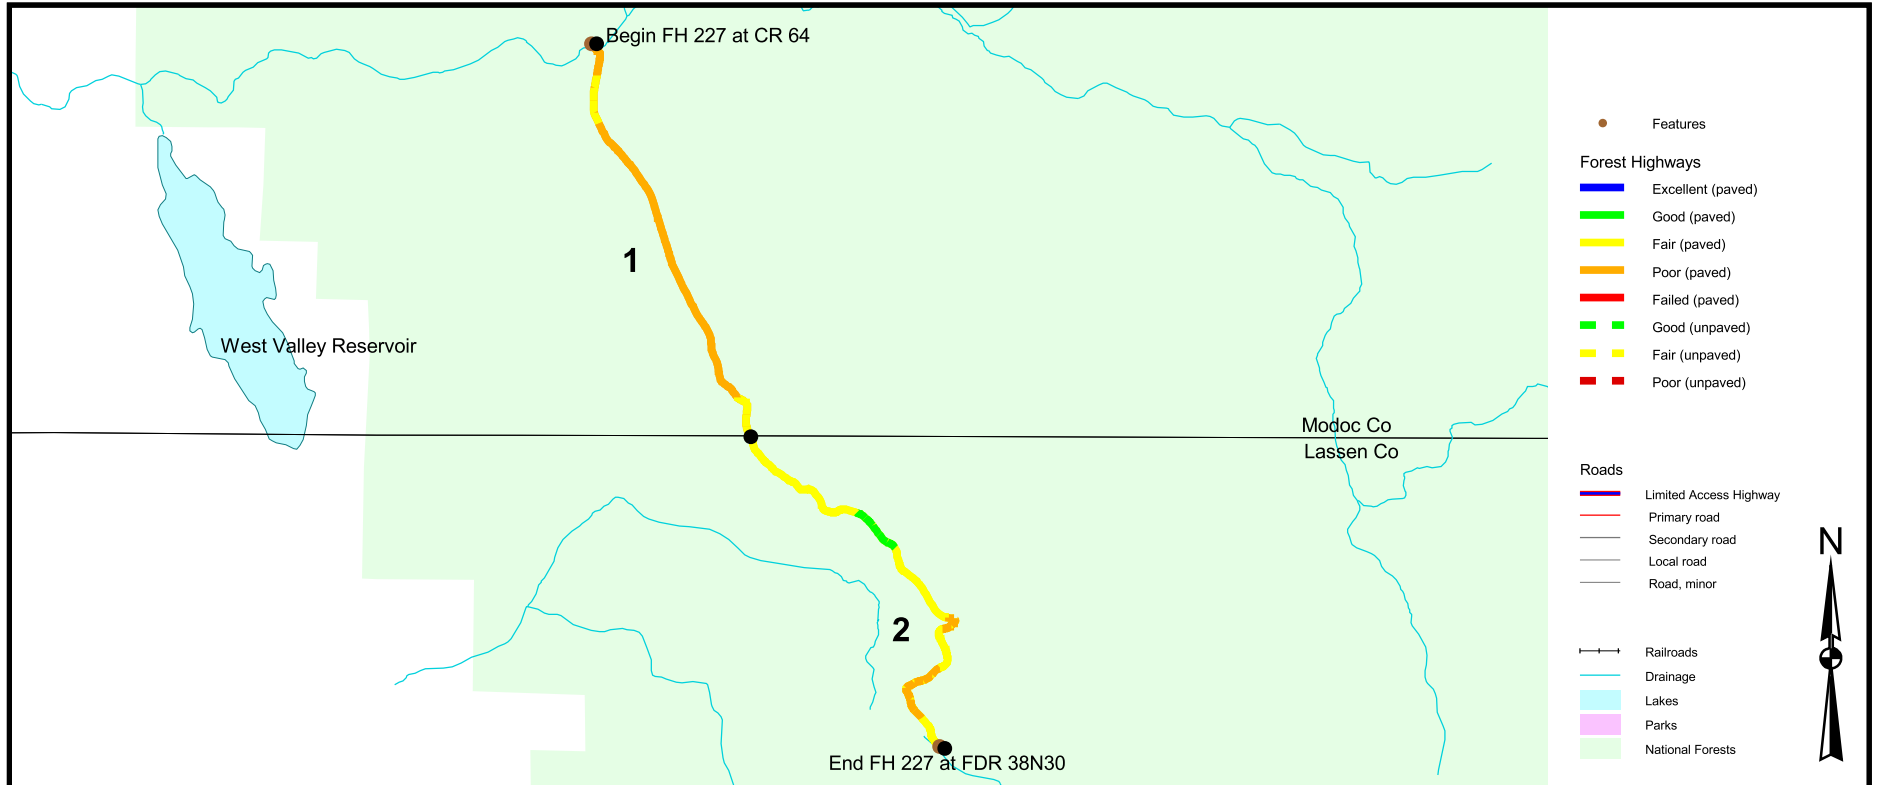 Begin FH 227 at CR 64
1
West Valley Reservoir
Modoc Co
Lassen Co
2
End FH 227 at FDR 38N30
Features
Forest Highways
Excellent (paved)
Good (paved)
Fair (paved)
Poor (paved)
Failed (paved)
Good (unpaved)
Fair (unpaved)
Poor (unpaved)
Roads
Limited Access Highway
Primary road
Secondary road
Local road
Road, minor
Railroads
Drainage
Lakes
Parks
National Forests
N